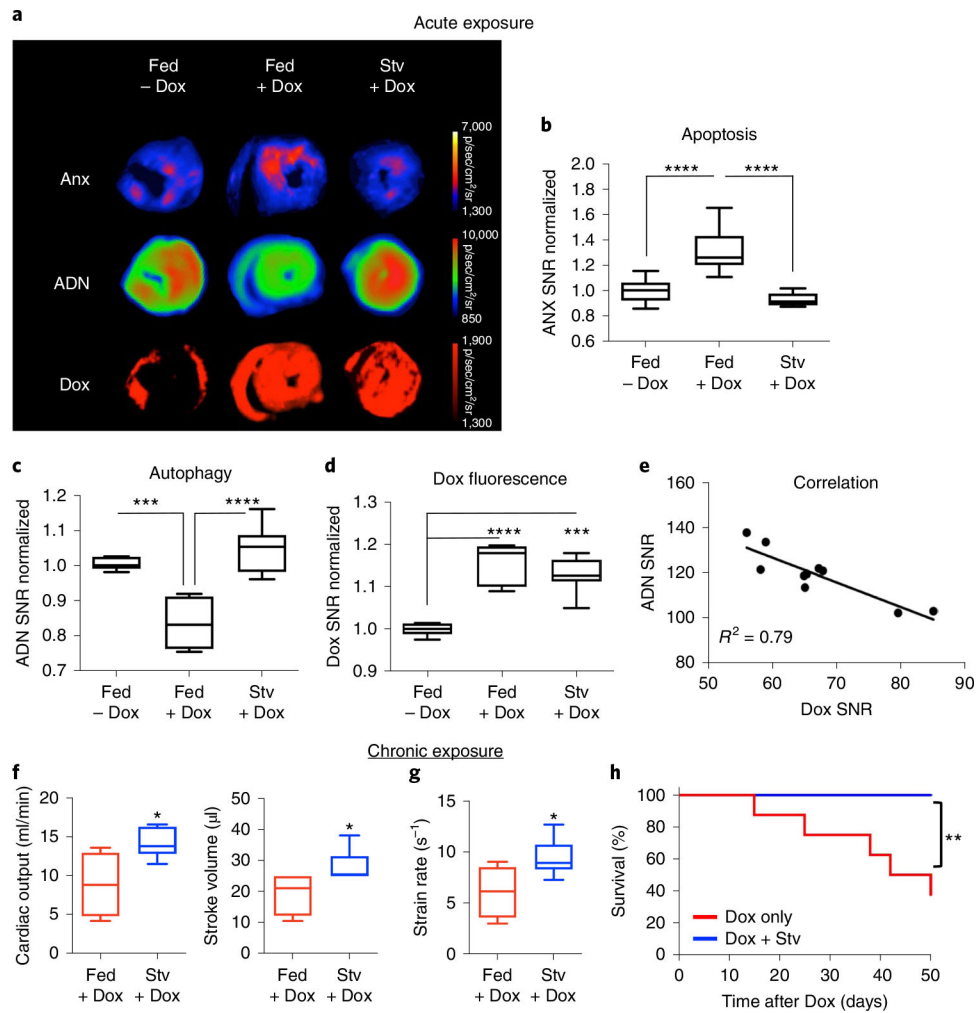 a
Acute exposure
Fed
– Dox
Fed
+ Dox
Stv
+ Dox
Anx
7,000
p/sec/cm²/sr
1,300
ADN
10,000
p/sec/cm²/sr
850
Dox
1,900
p/sec/cm²/sr
1,300
b
Apoptosis
**** ****
ANX SNR normalized
2.0
1.8
1.6
1.4
1.2
1.0
0.8
0.6
Fed
– Dox
Fed
+ Dox
Stv
+ Dox
c
Autophagy
*** ****
ADN SNR normalized
1.2
1.1
1.0
0.9
0.8
0.7
Fed
– Dox
Fed
+ Dox
Stv
+ Dox
d
Dox fluorescence
**** ***
Dox SNR normalized
1.3
1.2
1.1
1.0
0.9
Fed
– Dox
Fed
+ Dox
Stv
+ Dox
e
Correlation
ADN SNR
160
140
120
100
80
R² = 0.79
50 60 70 80 90
Dox SNR
Chronic exposure
f
Cardiac output (ml/min)
20
15
10
5
0
*
Fed
+ Dox
Stv
+ Dox
Stroke volume (µl)
50
40
30
20
10
0
*
Fed
+ Dox
Stv
+ Dox
g
Strain rate (s⁻¹)
15
10
5
0
*
Fed
+ Dox
Stv
+ Dox
h
Survival (%)
100
80
60
40
20
0
**
Dox only
Dox + Stv
0 10 20 30 40 50
Time after Dox (days)